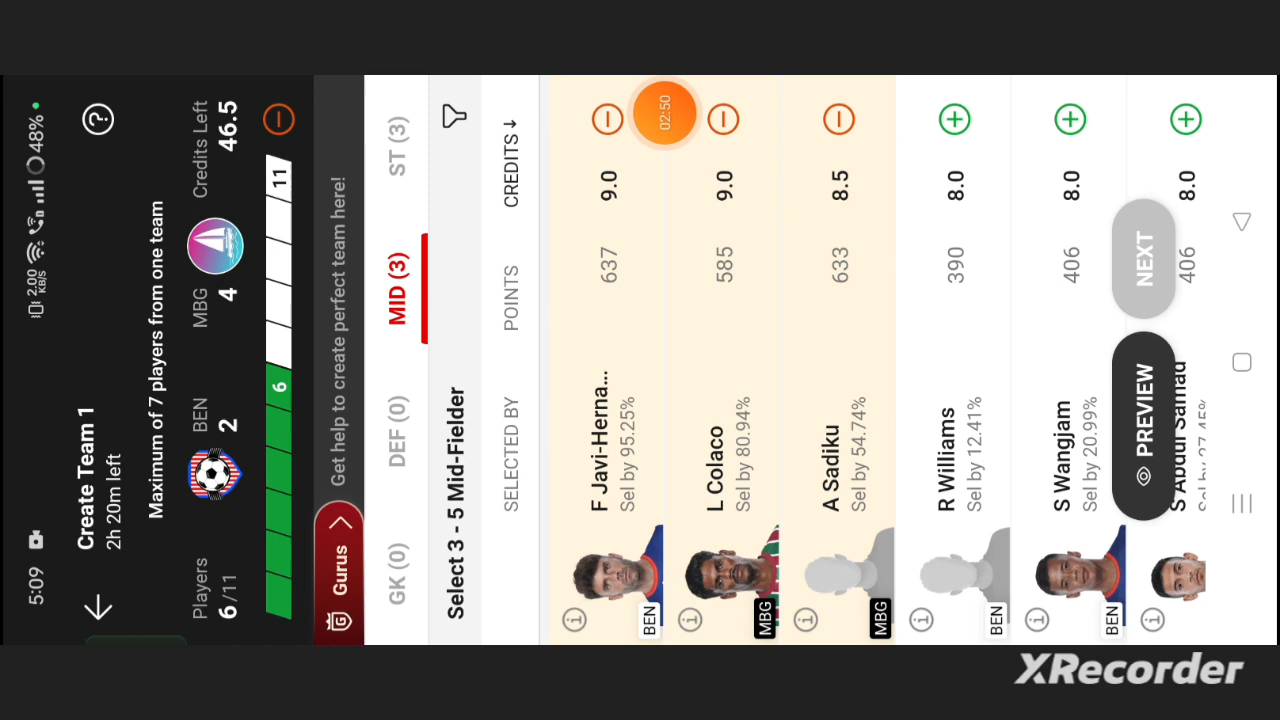 5:09
2.00
KB/S
48%
Create Team 1
2h 20m left
Maximum of 7 players from one team
Players
6 /11
BEN
2
MBG
4
Credits Left
46.5
6
11
G Gurus
Get help to create perfect team here!
GK (0)
DEF (0)
MID (3)
ST (3)
Select 3 - 5 Mid-Fielder
SELECTED BY
POINTS
CREDITS ↓
F Javi-Herna...
Sel by 95.25%
637
9.0
BEN
02:50
L Colaco
Sel by 80.94%
585
9.0
MBG
A Sadiku
Sel by 54.74%
633
8.5
MBG
R Williams
Sel by 12.41%
390
8.0
BEN
S Wangjam
Sel by 20.99%
406
8.0
BEN
S Abdul Samad
406
8.0
PREVIEW
NEXT
XRecorder